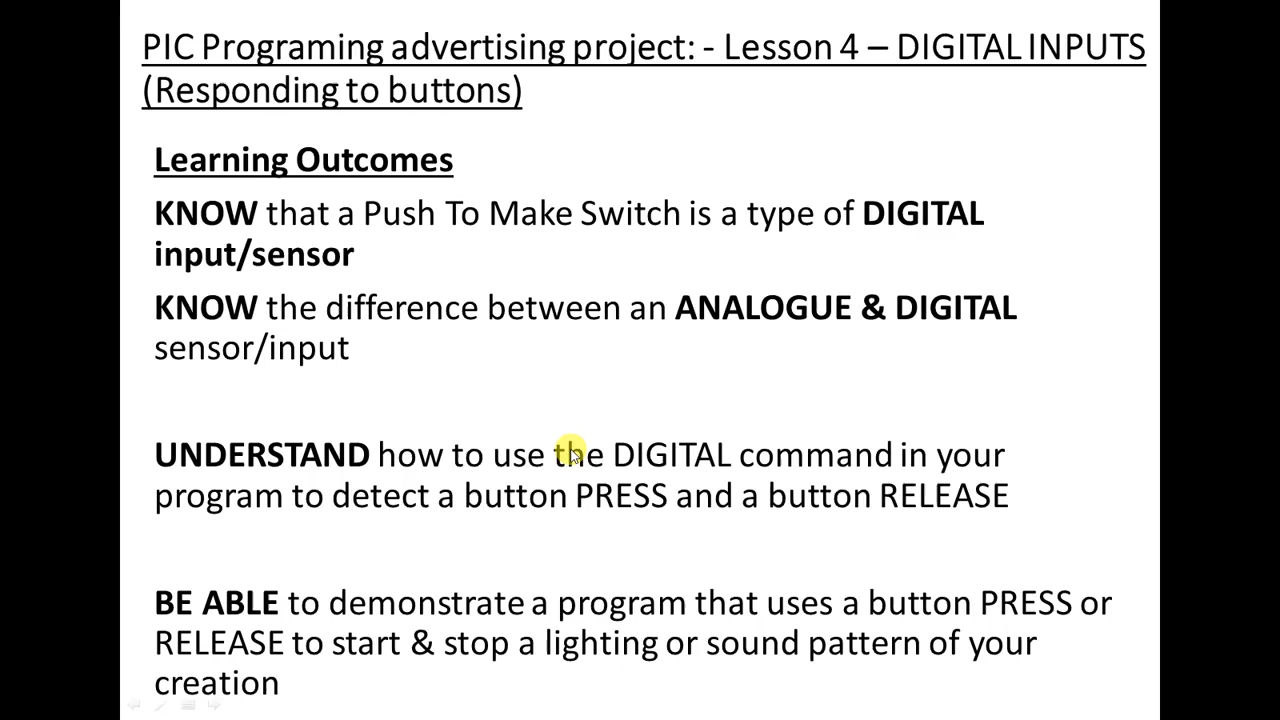 PIC Programing advertising project: - Lesson 4 – DIGITAL INPUTS
(Responding to buttons)
Learning Outcomes
KNOW that a Push To Make Switch is a type of DIGITAL
input/sensor
KNOW the difference between an ANALOGUE & DIGITAL
sensor/input
UNDERSTAND how to use the DIGITAL command in your
program to detect a button PRESS and a button RELEASE
BE ABLE to demonstrate a program that uses a button PRESS or
RELEASE to start & stop a lighting or sound pattern of your
creation